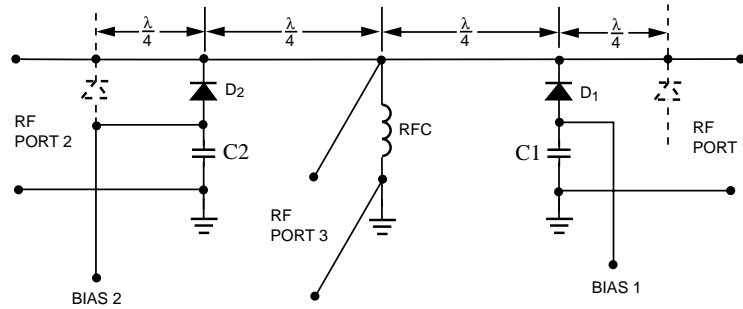 λ/4 λ/4 λ/4 λ/4
D2 D1
RF
PORT 2
RFC
RF
PORT
C2 C1
RF
PORT 3
BIAS 2 BIAS 1